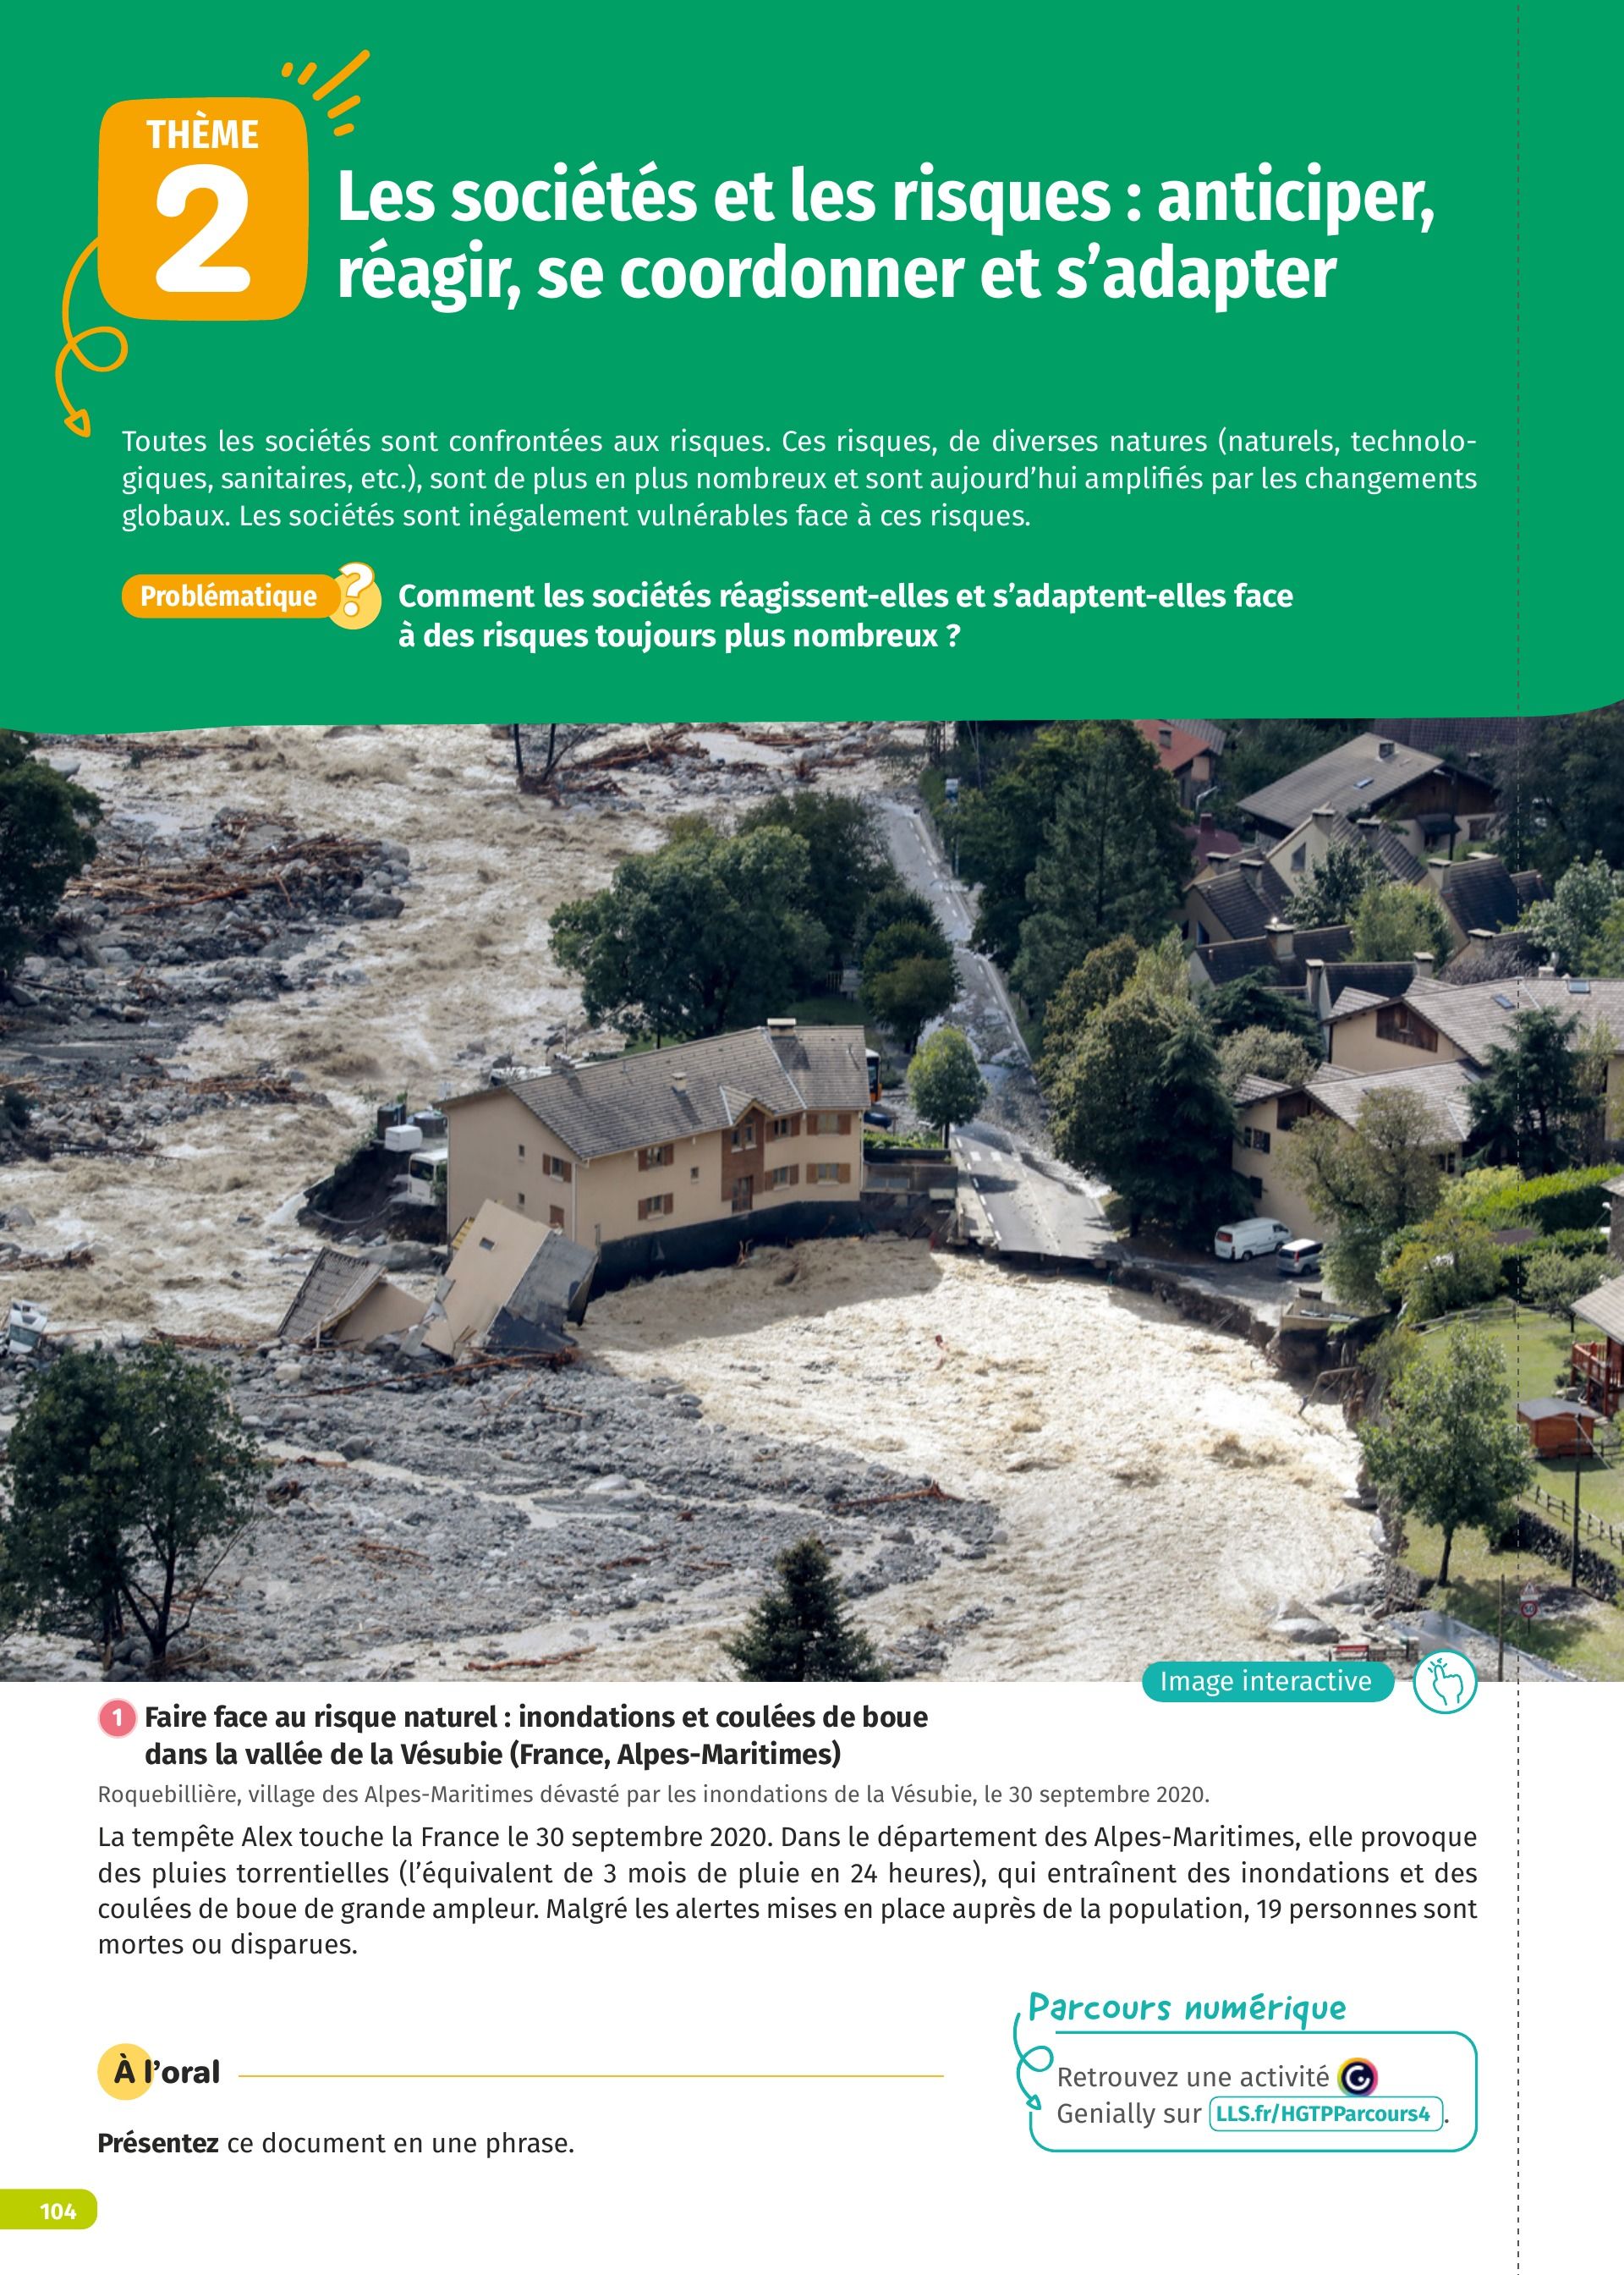 THÈME
2
Les sociétés et les risques : anticiper,
réagir, se coordonner et s’adapter
Toutes les sociétés sont confrontées aux risques. Ces risques, de diverses natures (naturels, technolo-
giques, sanitaires, etc.), sont de plus en plus nombreux et sont aujourd’hui amplifiés par les changements
globaux. Les sociétés sont inégalement vulnérables face à ces risques.
Problématique ?
Comment les sociétés réagissent-elles et s’adaptent-elles face
à des risques toujours plus nombreux ?
Image interactive
1 Faire face au risque naturel : inondations et coulées de boue
dans la vallée de la Vésubie (France, Alpes-Maritimes)
Roquebillière, village des Alpes-Maritimes dévasté par les inondations de la Vésubie, le 30 septembre 2020.
La tempête Alex touche la France le 30 septembre 2020. Dans le département des Alpes-Maritimes, elle provoque
des pluies torrentielles (l’équivalent de 3 mois de pluie en 24 heures), qui entraînent des inondations et des
coulées de boue de grande ampleur. Malgré les alertes mises en place auprès de la population, 19 personnes sont
mortes ou disparues.
À l’oral
Présentez ce document en une phrase.
Parcours numérique
Retrouvez une activité
Genially sur LLS.fr/HGTPParcours4.
104